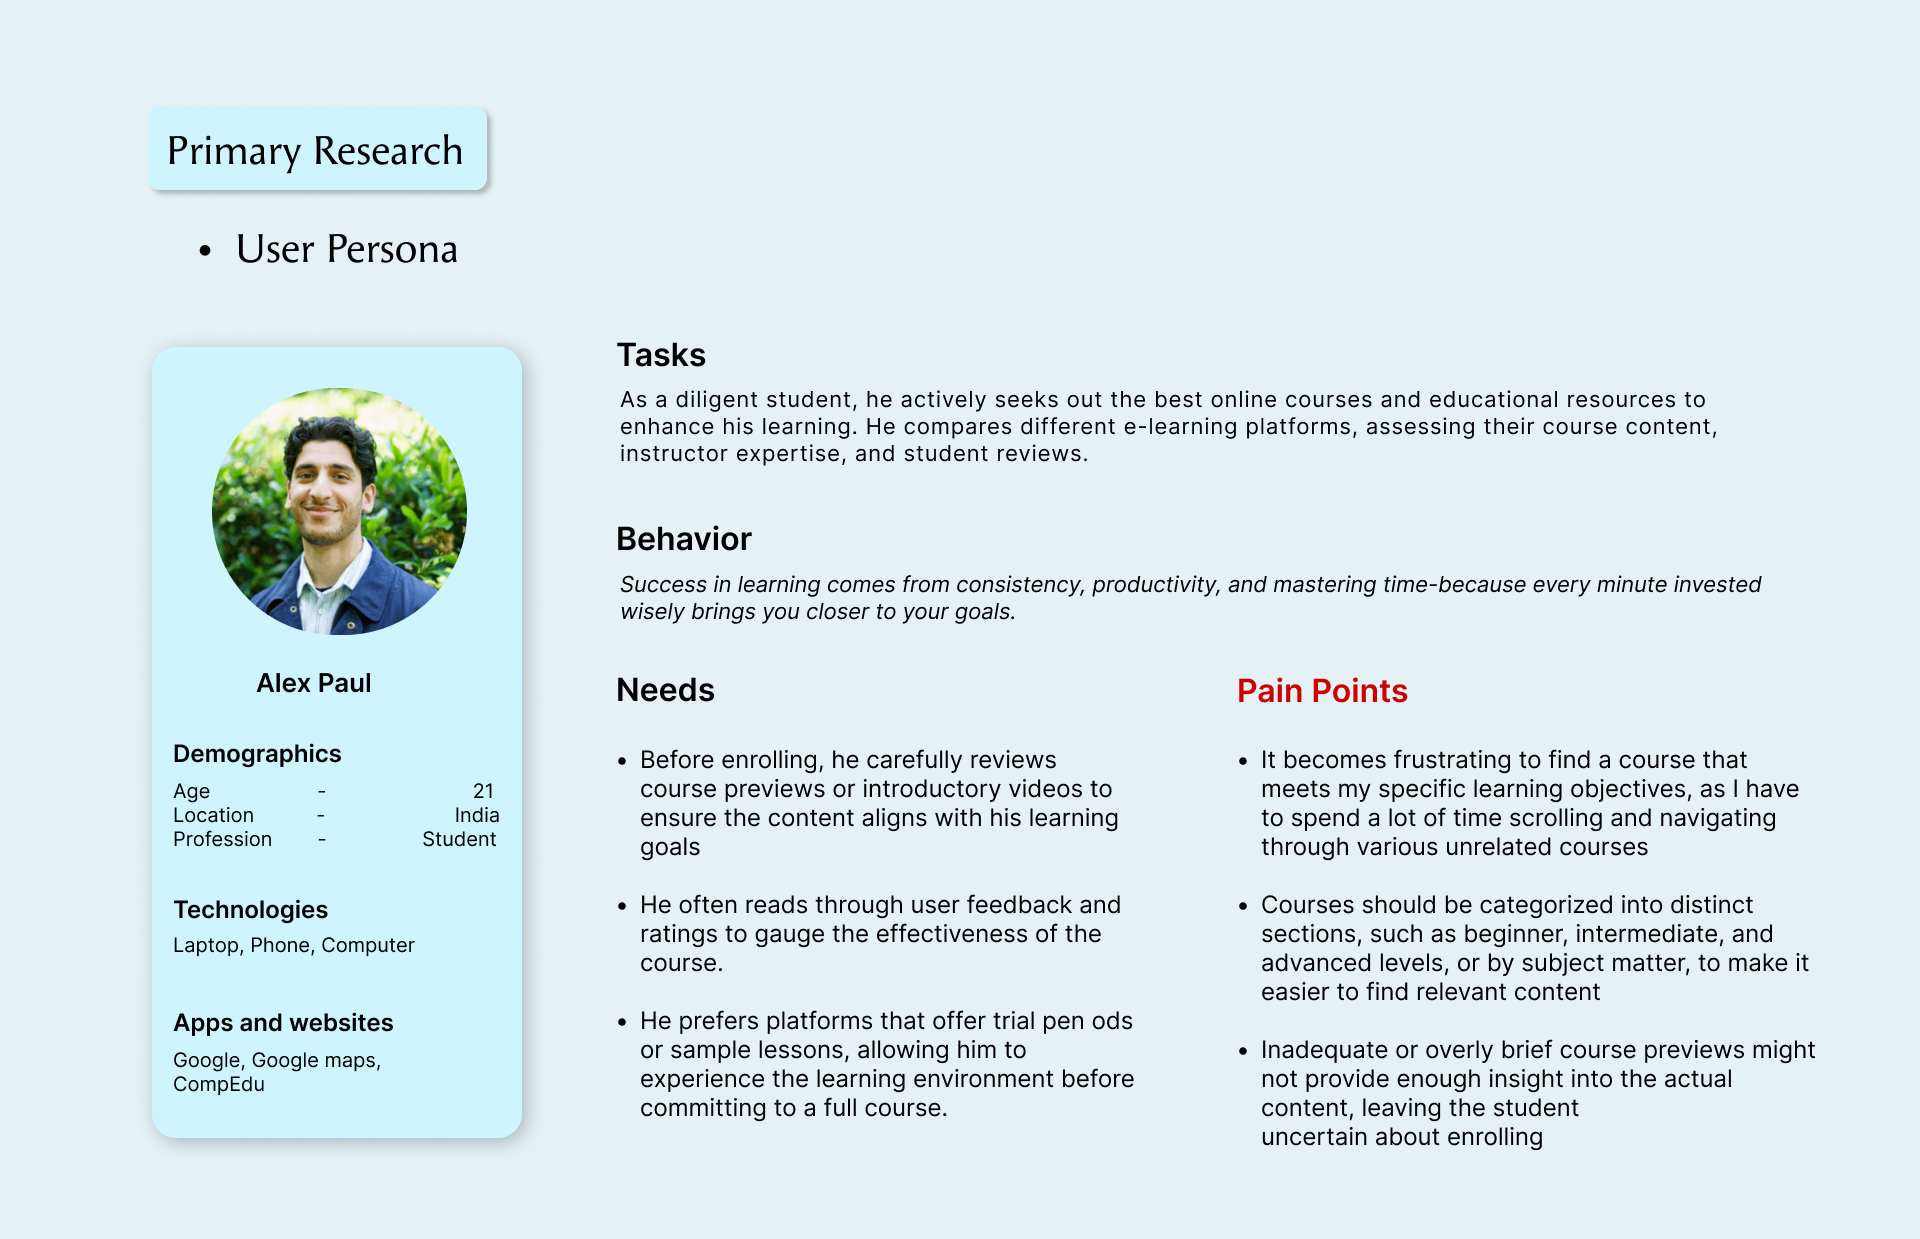 Primary Research
• User Persona
Alex Paul
Demographics
Age - 21
Location - India
Profession - Student
Technologies
Laptop, Phone, Computer
Apps and websites
Google, Google maps,
CompEdu
Tasks
As a diligent student, he actively seeks out the best online courses and educational resources to
enhance his learning. He compares different e-learning platforms, assessing their course content,
instructor expertise, and student reviews.
Behavior
Success in learning comes from consistency, productivity, and mastering time-because every minute invested
wisely brings you closer to your goals.
Needs
• Before enrolling, he carefully reviews
course previews or introductory videos to
ensure the content aligns with his learning
goals
• He often reads through user feedback and
ratings to gauge the effectiveness of the
course.
• He prefers platforms that offer trial pen ods
or sample lessons, allowing him to
experience the learning environment before
committing to a full course.
Pain Points
• It becomes frustrating to find a course that
meets my specific learning objectives, as I have
to spend a lot of time scrolling and navigating
through various unrelated courses
• Courses should be categorized into distinct
sections, such as beginner, intermediate, and
advanced levels, or by subject matter, to make it
easier to find relevant content
• Inadequate or overly brief course previews might
not provide enough insight into the actual
content, leaving the student
uncertain about enrolling